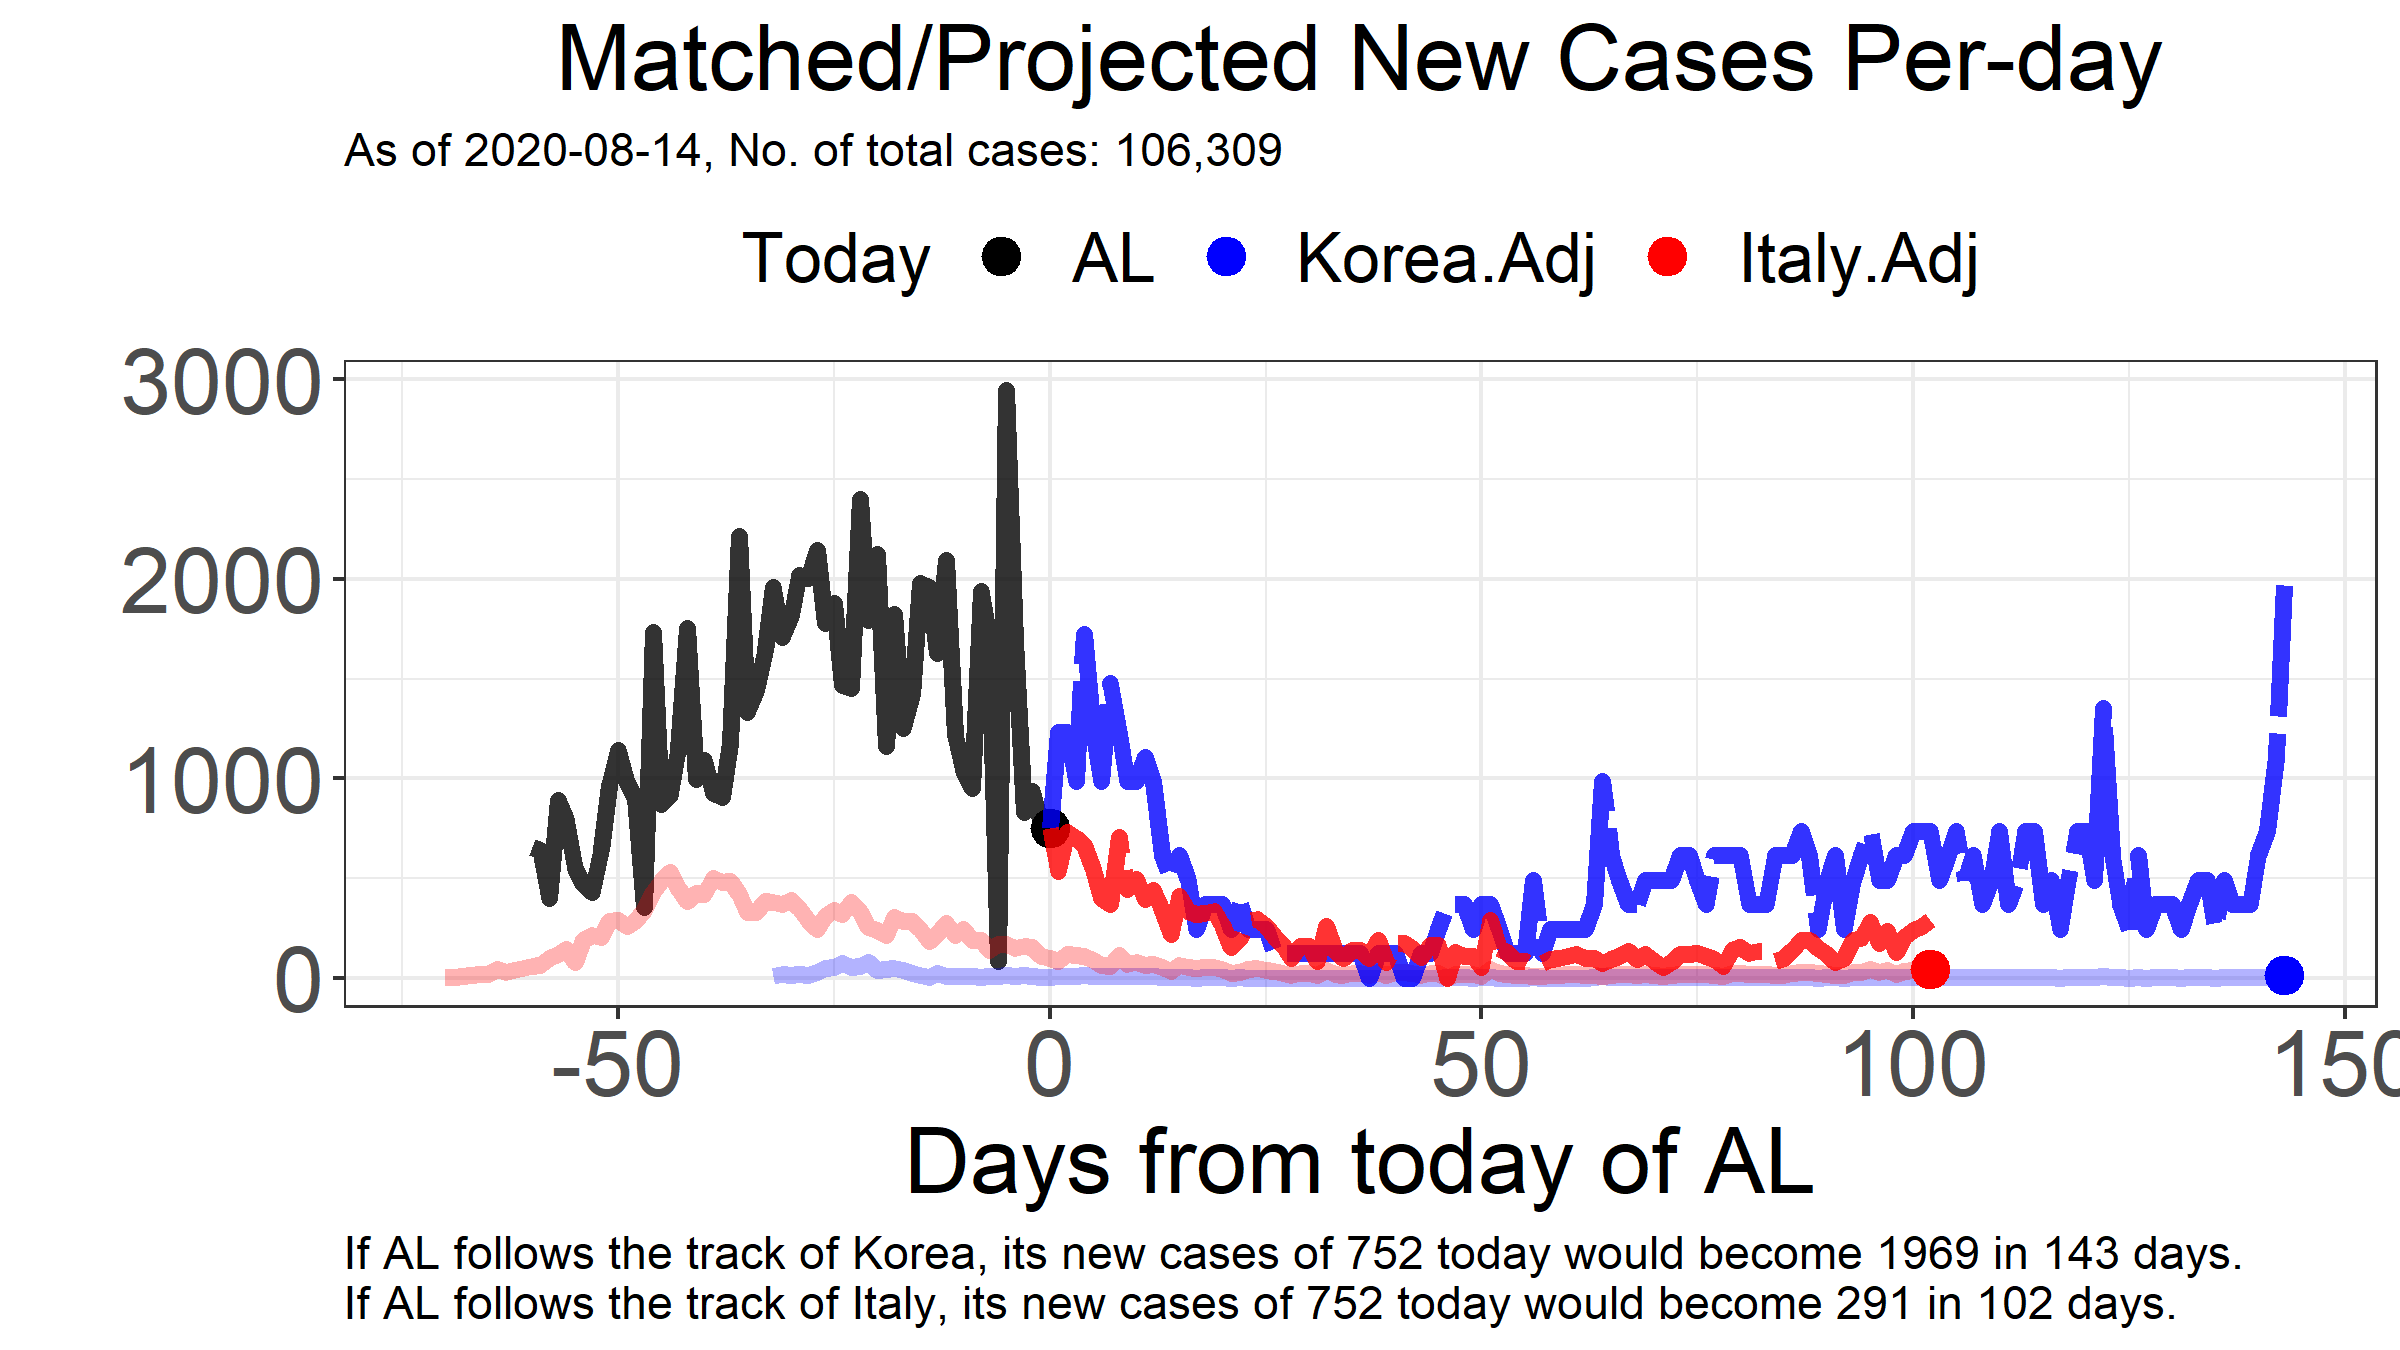 Matched/Projected New Cases Per-day
As of 2020-08-14, No. of total cases: 106,309
Today AL Korea.Adj Italy.Adj
3000
2000
1000
0
-50 0 50 100 150
Days from today of AL
If AL follows the track of Korea, its new cases of 752 today would become 1969 in 143 days.
If AL follows the track of Italy, its new cases of 752 today would become 291 in 102 days.